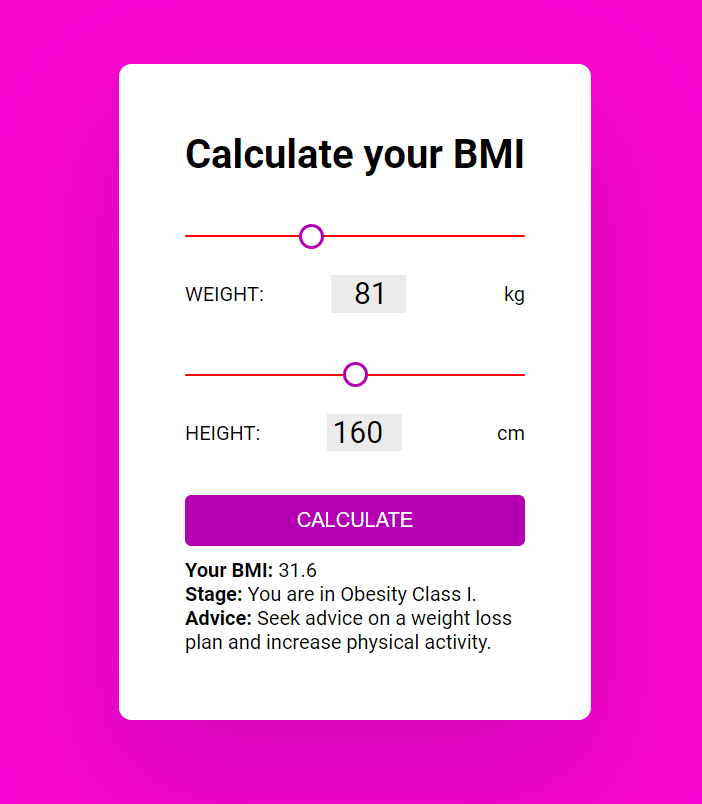 Calculate your BMI
WEIGHT: 81 kg
HEIGHT: 160 cm
CALCULATE
Your BMI: 31.6
Stage: You are in Obesity Class I.
Advice: Seek advice on a weight loss
plan and increase physical activity.